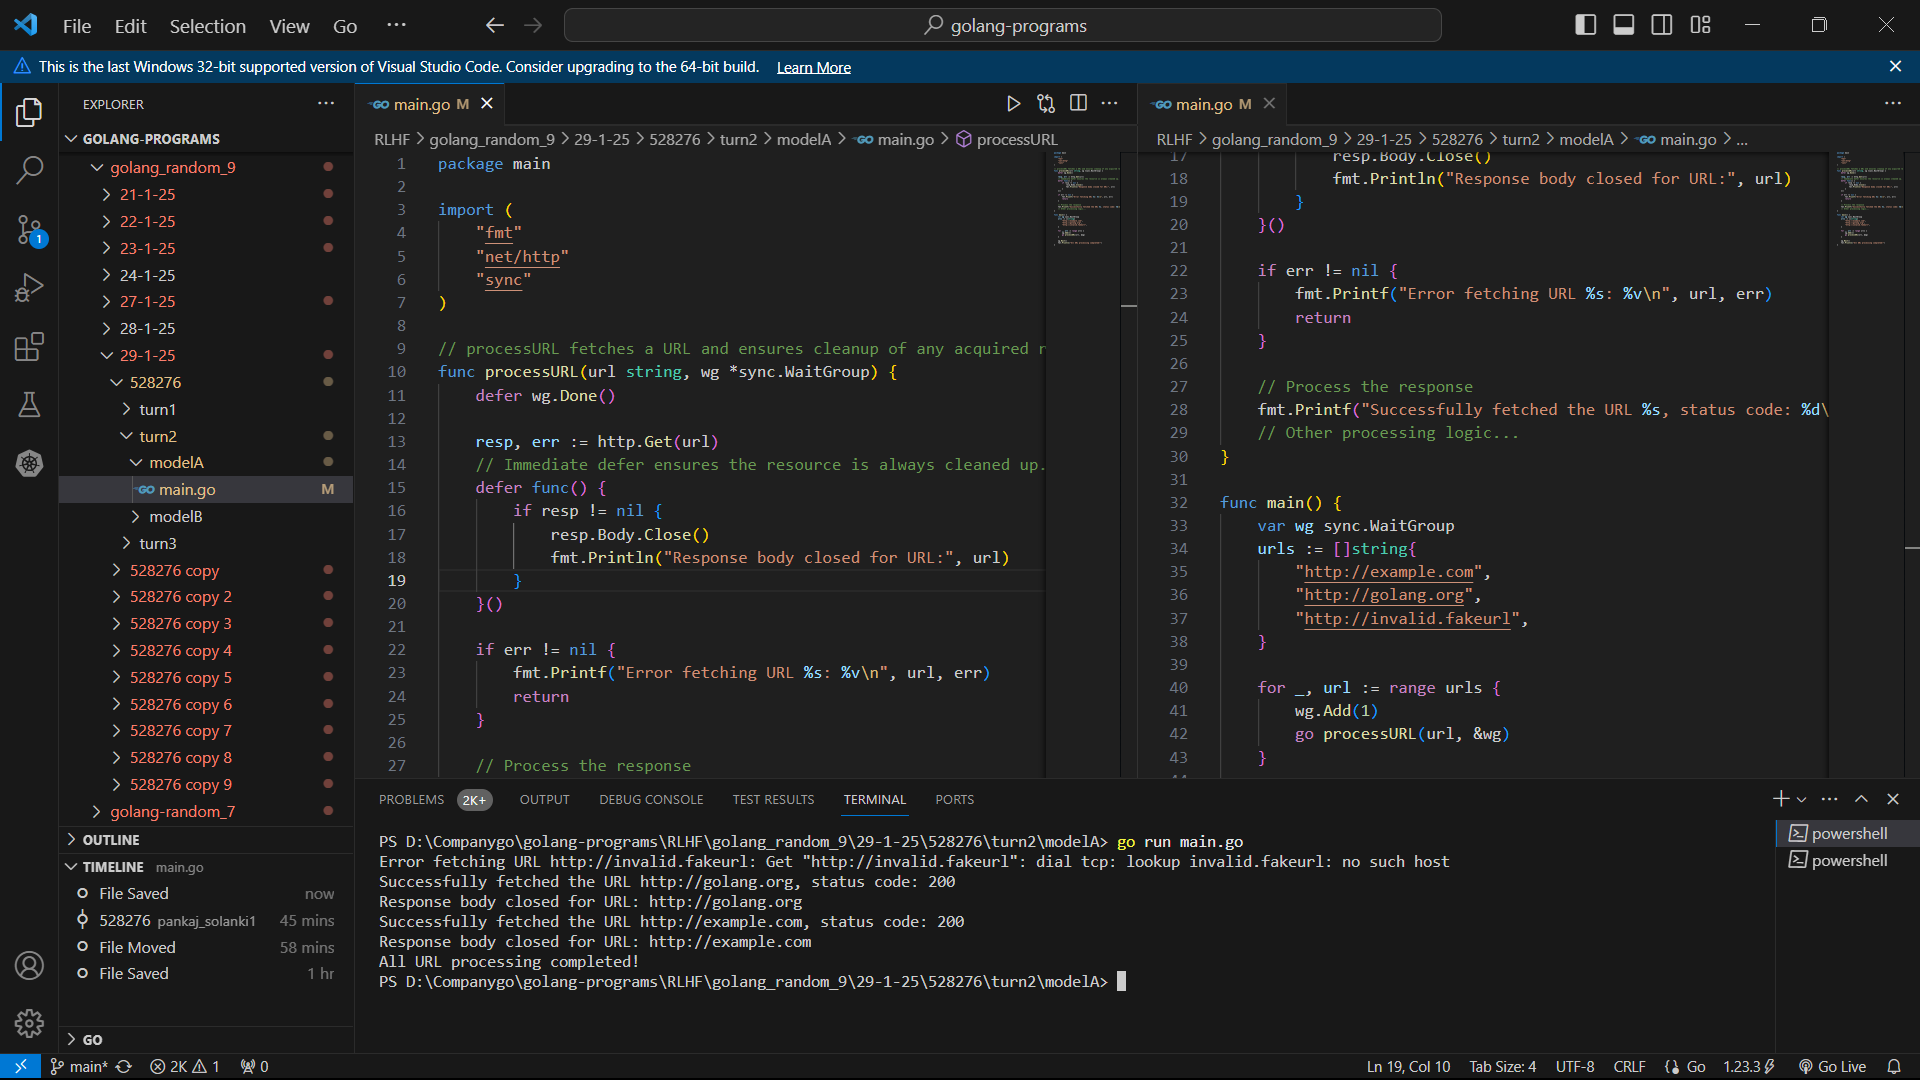 File Edit Selection View Go ···
golang-programs
This is the last Windows 32-bit supported version of Visual Studio Code. Consider upgrading to the 64-bit build. Learn More
EXPLORER
GOLANG-PROGRAMS
golang_random_9
21-1-25
22-1-25
23-1-25
24-1-25
27-1-25
28-1-25
29-1-25
528276
turn1
turn2
modelA
main.go M
modelB
turn3
528276 copy
528276 copy 2
528276 copy 3
528276 copy 4
528276 copy 5
528276 copy 6
528276 copy 7
528276 copy 8
528276 copy 9
golang-random_7
OUTLINE
TIMELINE main.go
File Saved now
528276 pankaj_solanki1 45 mins
File Moved 58 mins
File Saved 1 hr
GO
main.go M
RLHF > golang_random_9 > 29-1-25 > 528276 > turn2 > modelA > main.go > processURL
1 package main
2
3 import (
4 "fmt"
5 "net/http"
6 "sync"
7 )
8
9 // processURL fetches a URL and ensures cleanup of any acquired r
10 func processURL(url string, wg *sync.WaitGroup) {
11 defer wg.Done()
12
13 resp, err := http.Get(url)
14 // Immediate defer ensures the resource is always cleaned up.
15 defer func() {
16 if resp != nil {
17 resp.Body.Close()
18 fmt.Println("Response body closed for URL:", url)
19 }
20 }()
21
22 if err != nil {
23 fmt.Printf("Error fetching URL %s: %v\n", url, err)
24 return
25 }
26
27 // Process the response
main.go M
RLHF > golang_random_9 > 29-1-25 > 528276 > turn2 > modelA > main.go > ...
17 resp.Body.Close()
18 fmt.Println("Response body closed for URL:", url)
19 }
20 }()
21
22 if err != nil {
23 fmt.Printf("Error fetching URL %s: %v\n", url, err)
24 return
25 }
26
27 // Process the response
28 fmt.Printf("Successfully fetched the URL %s, status code: %d\
29 // Other processing logic...
30 }
31
32 func main() {
33 var wg sync.WaitGroup
34 urls := []string{
35 "http://example.com",
36 "http://golang.org",
37 "http://invalid.fakeurl",
38 }
39
40 for _, url := range urls {
41 wg.Add(1)
42 go processURL(url, &wg)
43 }
PROBLEMS 2K+ OUTPUT DEBUG CONSOLE TEST RESULTS TERMINAL PORTS
PS D:\Companygo\golang-programs\RLHF\golang_random_9\29-1-25\528276\turn2\modelA> go run main.go
Error fetching URL http://invalid.fakeurl: Get "http://invalid.fakeurl": dial tcp: lookup invalid.fakeurl: no such host
Successfully fetched the URL http://golang.org, status code: 200
Response body closed for URL: http://golang.org
Successfully fetched the URL http://example.com, status code: 200
Response body closed for URL: http://example.com
All URL processing completed!
PS D:\Companygo\golang-programs\RLHF\golang_random_9\29-1-25\528276\turn2\modelA>
powershell
powershell
main* 2K 1 0 Ln 19, Col 10 Tab Size: 4 UTF-8 CRLF Go 1.23.3 Go Live